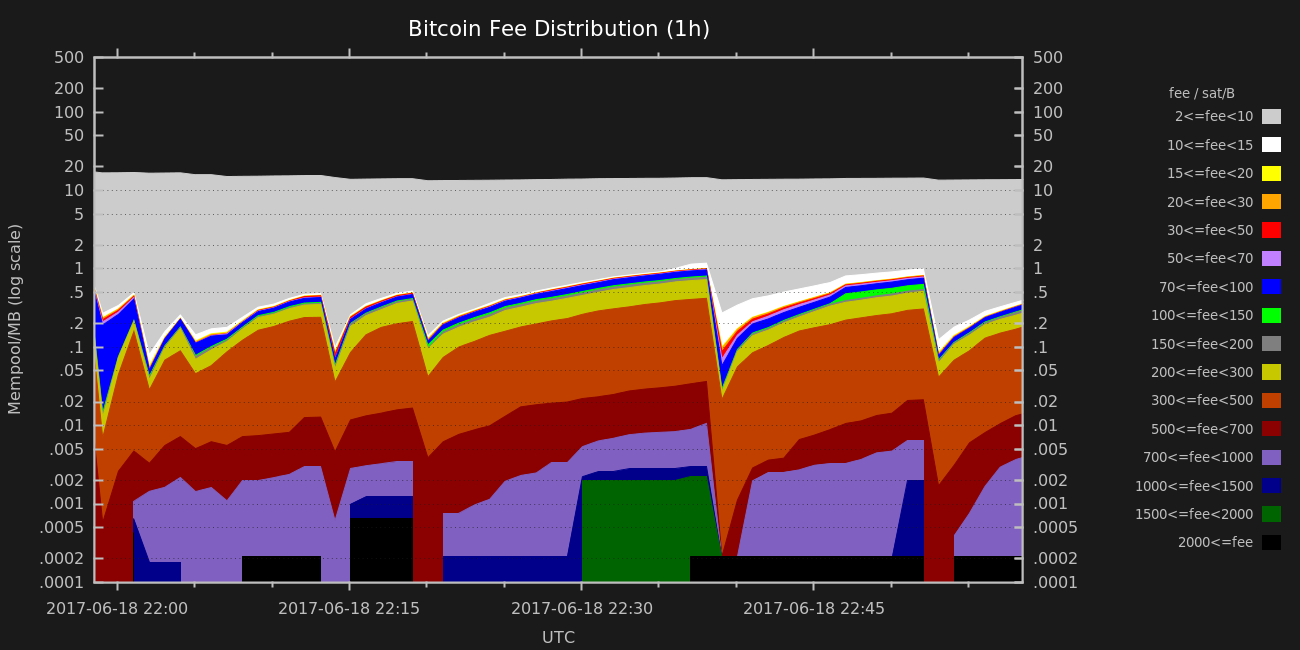 Bitcoin Fee Distribution (1h)
500 500
200 200
100 100
50 50
20 20
10 10
5 5
2 2
1 1
.5 .5
.2 .2
.1 .1
.05 .05
.02 .02
.01 .01
.005 .005
.002 .002
.001 .001
.0005 .0005
.0002 .0002
.0001 .0001
Mempool/MB (log scale)
2017-06-18 22:00 2017-06-18 22:15 2017-06-18 22:30 2017-06-18 22:45
UTC
fee / sat/B
2<=fee<10
10<=fee<15
15<=fee<20
20<=fee<30
30<=fee<50
50<=fee<70
70<=fee<100
100<=fee<150
150<=fee<200
200<=fee<300
300<=fee<500
500<=fee<700
700<=fee<1000
1000<=fee<1500
1500<=fee<2000
2000<=fee